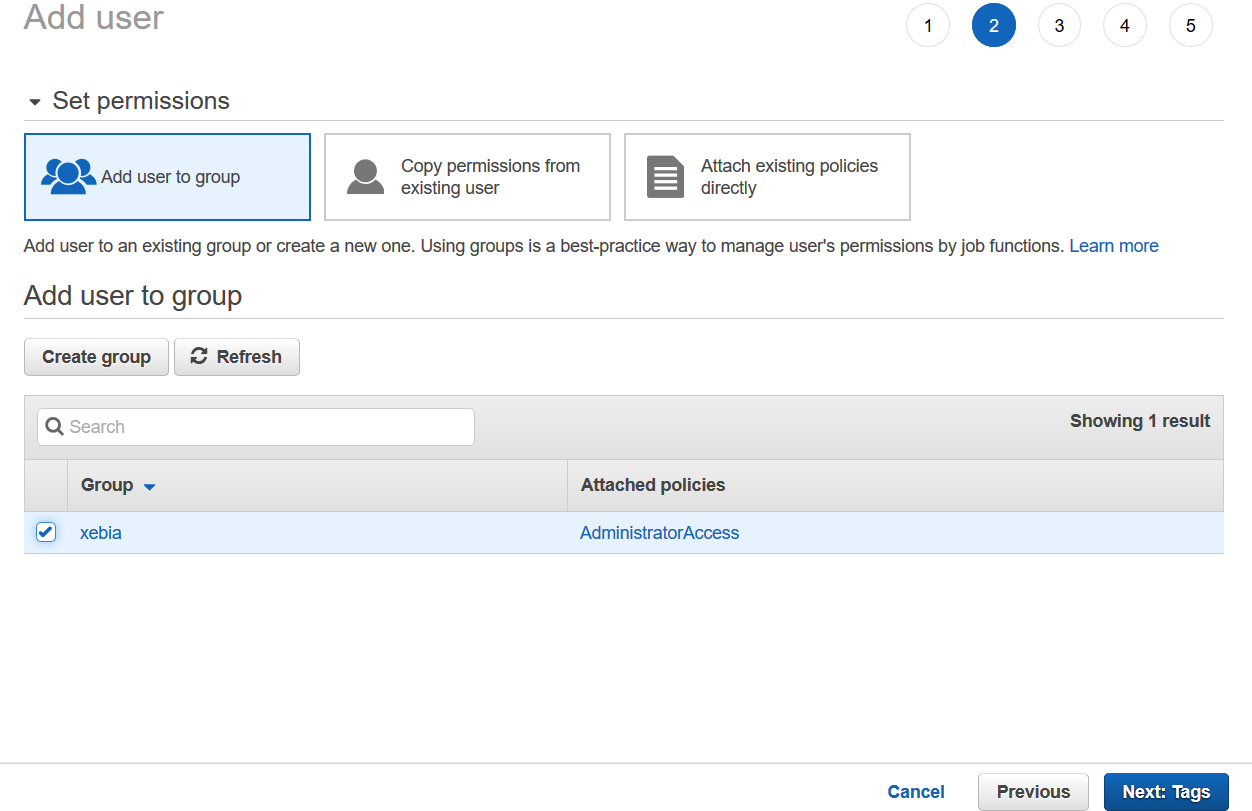 Add user
1 2 3 4 5
Set permissions
Add user to group
Copy permissions from
existing user
Attach existing policies
directly
Add user to an existing group or create a new one. Using groups is a best-practice way to manage user's permissions by job functions. Learn more
Add user to group
Create group Refresh
Search
Showing 1 result
Group Attached policies
xebia AdministratorAccess
Cancel Previous Next: Tags